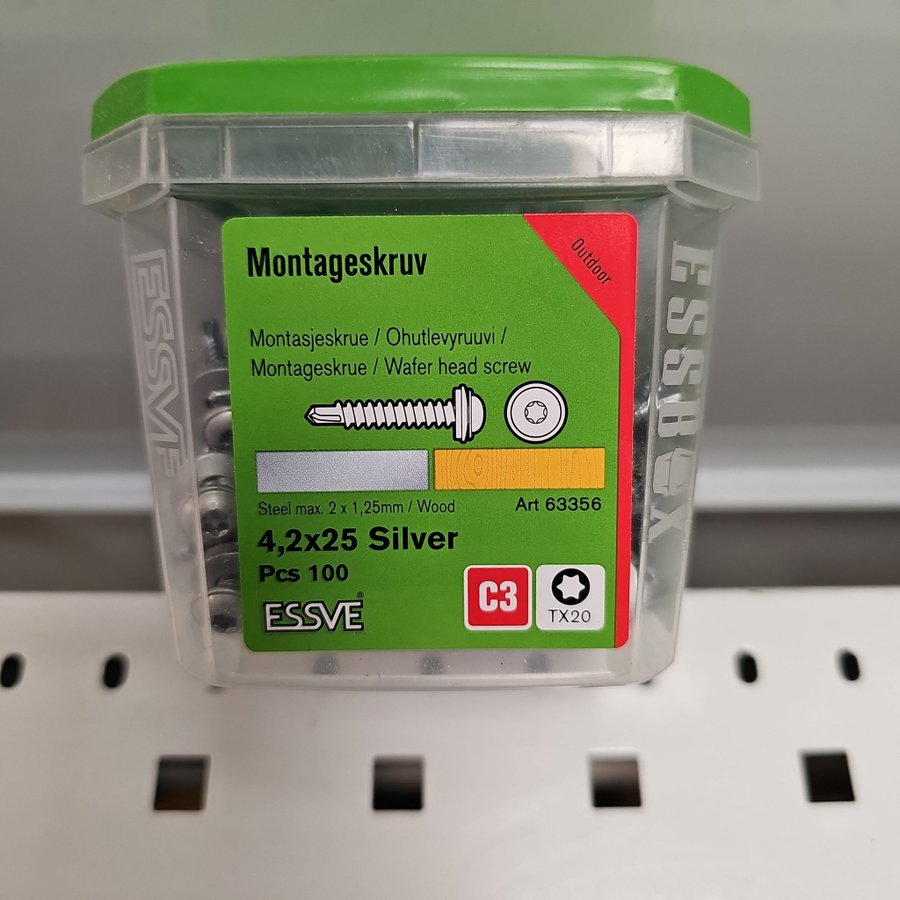 Montageskruv
Outdoor
Montasjeskrue / Ohutlevyruuvi /
Montageskrue / Wafer head screw
Steel max. 2 x 1,25mm / Wood
Art 63356
4,2x25 Silver
Pcs 100
ESSVE®
C3
TX20
ESSVE
ESSBOX